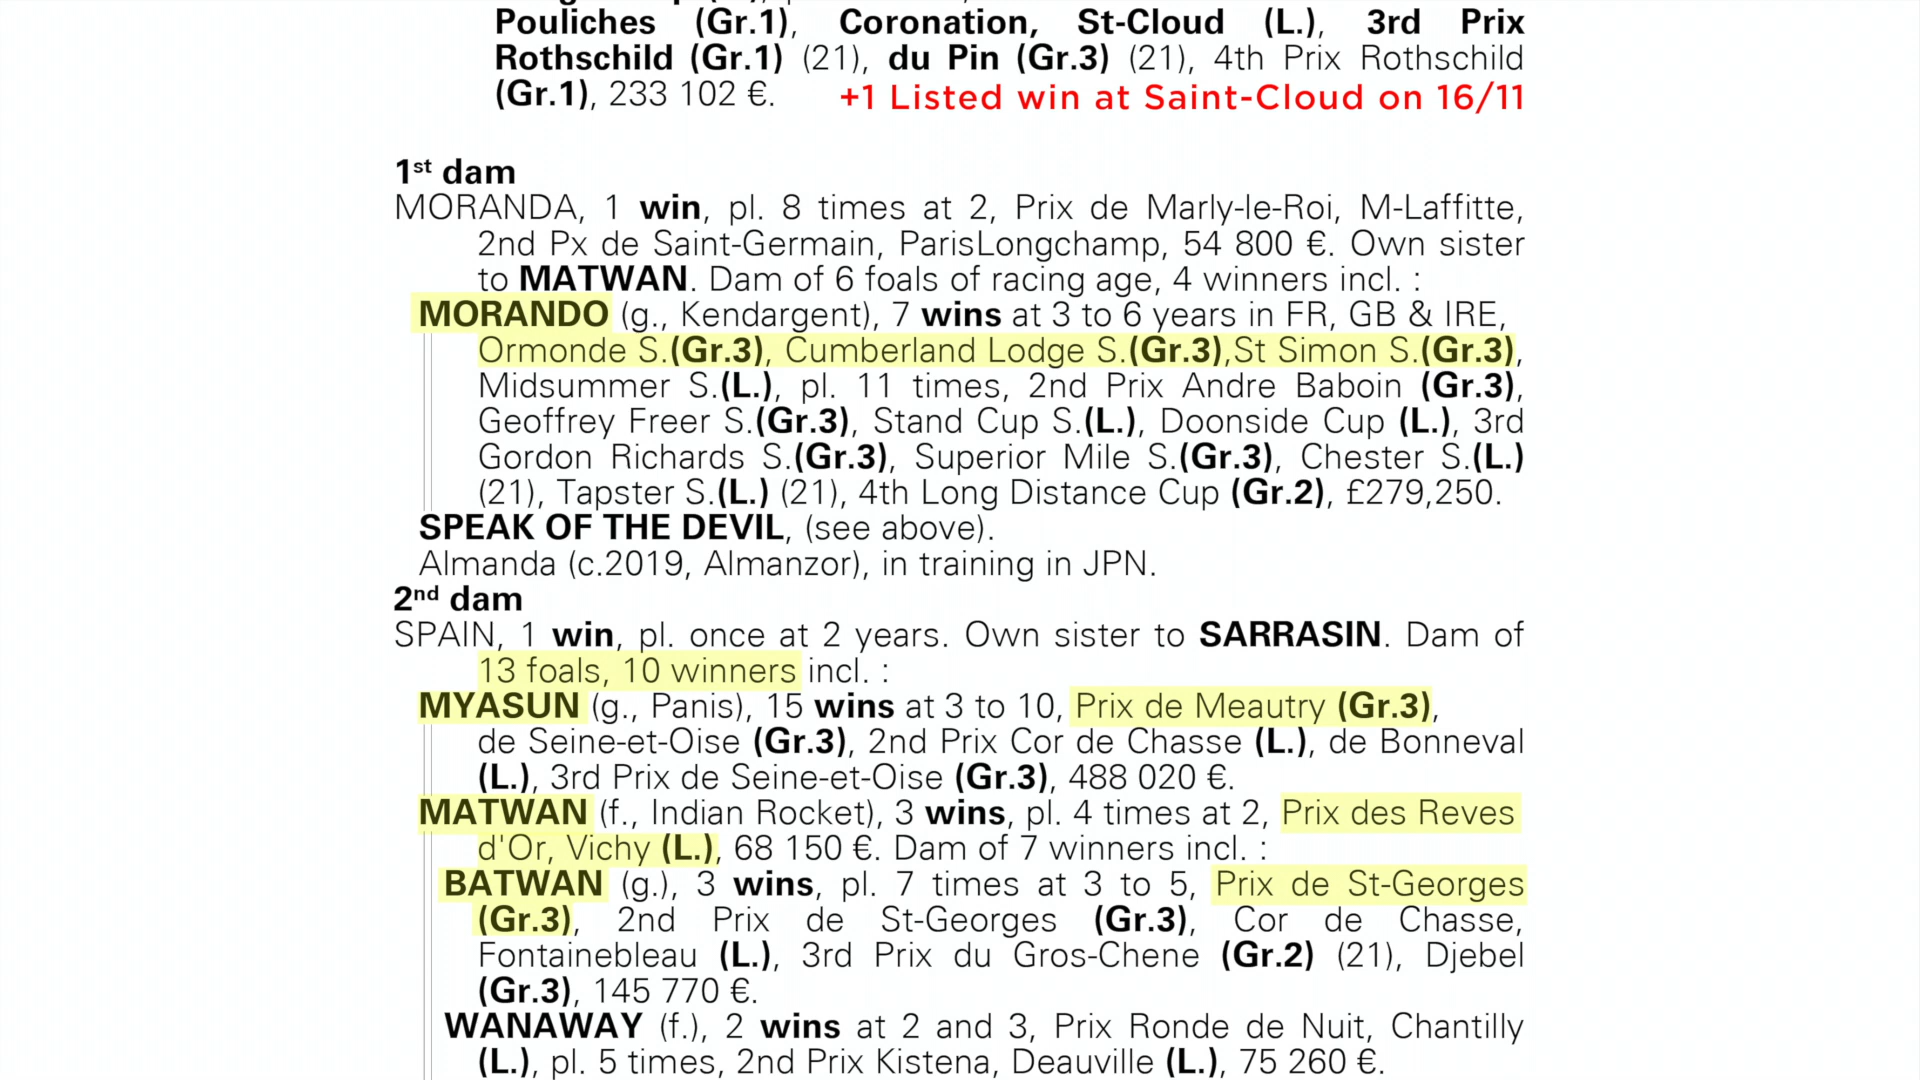 Pouliches (Gr.1), Coronation, St-Cloud (L.), 3rd Prix
Rothschild (Gr.1) (21), du Pin (Gr.3) (21), 4th Prix Rothschild
(Gr.1), 233 102 €. +1 Listed win at Saint-Cloud on 16/11
1st dam
MORANDA, 1 win, pl. 8 times at 2, Prix de Marly-le-Roi, M-Laffitte,
2nd Px de Saint-Germain, ParisLongchamp, 54 800 €. Own sister
to MATWAN. Dam of 6 foals of racing age, 4 winners incl. :
MORANDO (g., Kendargent), 7 wins at 3 to 6 years in FR, GB & IRE,
Ormonde S.(Gr.3), Cumberland Lodge S.(Gr.3),St Simon S.(Gr.3),
Midsummer S.(L.), pl. 11 times, 2nd Prix Andre Baboin (Gr.3),
Geoffrey Freer S.(Gr.3), Stand Cup S.(L.), Doonside Cup (L.), 3rd
Gordon Richards S.(Gr.3), Superior Mile S.(Gr.3), Chester S.(L.)
(21), Tapster S.(L.) (21), 4th Long Distance Cup (Gr.2), £279,250.
SPEAK OF THE DEVIL, (see above).
Almanda (c.2019, Almanzor), in training in JPN.
2nd dam
SPAIN, 1 win, pl. once at 2 years. Own sister to SARRASIN. Dam of
13 foals, 10 winners incl. :
MYASUN (g., Panis), 15 wins at 3 to 10, Prix de Meautry (Gr.3),
de Seine-et-Oise (Gr.3), 2nd Prix Cor de Chasse (L.), de Bonneval
(L.), 3rd Prix de Seine-et-Oise (Gr.3), 488 020 €.
MATWAN (f., Indian Rocket), 3 wins, pl. 4 times at 2, Prix des Reves
d'Or, Vichy (L.), 68 150 €. Dam of 7 winners incl. :
BATWAN (g.), 3 wins, pl. 7 times at 3 to 5, Prix de St-Georges
(Gr.3), 2nd Prix de St-Georges (Gr.3), Cor de Chasse,
Fontainebleau (L.), 3rd Prix du Gros-Chene (Gr.2) (21), Djebel
(Gr.3), 145 770 €.
WANAWAY (f.), 2 wins at 2 and 3, Prix Ronde de Nuit, Chantilly
(L.), pl. 5 times, 2nd Prix Kistena, Deauville (L.), 75 260 €.